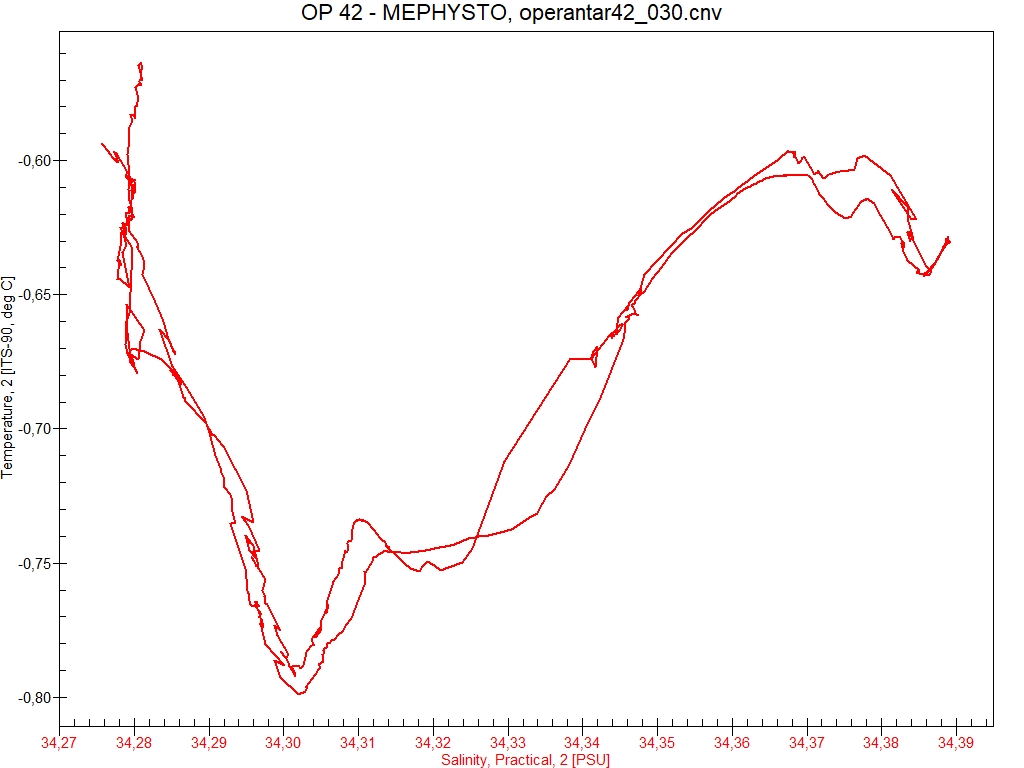 OP 42 - MEPHYSTO, operantar42_030.cnv
Temperature, 2 [ITS-90, deg C]
-0,60
-0,65
-0,70
-0,75
-0,80
34,27 34,28 34,29 34,30 34,31 34,32 34,33 34,34 34,35 34,36 34,37 34,38 34,39
Salinity, Practical, 2 [PSU]